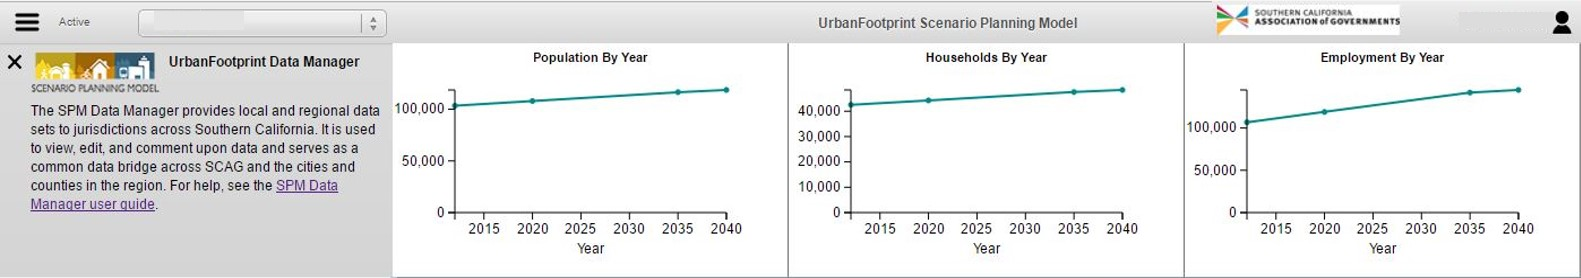 Active
UrbanFootprint Scenario Planning Model
SOUTHERN CALIFORNIA
ASSOCIATION of GOVERNMENTS
UrbanFootprint Data Manager
SCENARIO PLANNING MODEL
The SPM Data Manager provides local and regional data
sets to jurisdictions across Southern California. It is used
to view, edit, and comment upon data and serves as a
common data bridge across SCAG and the cities and
counties in the region. For help, see the SPM Data
Manager user guide.
Population By Year
100,000
50,000
0
2015 2020 2025 2030 2035 2040
Year
Households By Year
40,000
30,000
20,000
10,000
0
2015 2020 2025 2030 2035 2040
Year
Employment By Year
100,000
50,000
0
2015 2020 2025 2030 2035 2040
Year